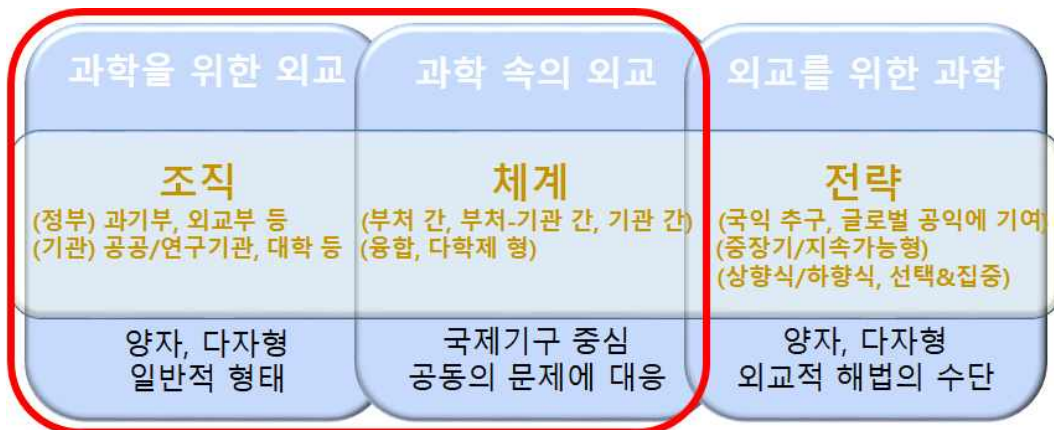 과학을 위한 외교
과학 속의 외교
외교를 위한 과학
조직
(정부) 과기부, 외교부 등
(기관) 공공/연구기관, 대학 등
체계
(부처 간, 부처-기관 간, 기관 간)
(융합, 다학제 형)
전략
(국익 추구, 글로벌 공익에 기여)
(중장기/지속가능형)
(상향식/하향식, 선택&집중)
양자, 다자형
일반적 형태
국제기구 중심
공동의 문제에 대응
양자, 다자형
외교적 해법의 수단